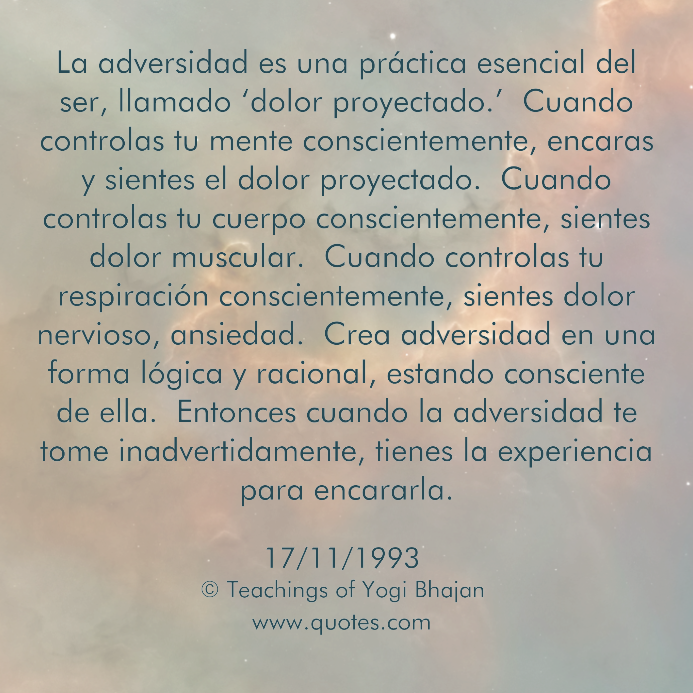 La adversidad es una práctica esencial del
ser, llamado ‘dolor proyectado.’  Cuando
controlas tu mente conscientemente, encaras
y sientes el dolor proyectado.  Cuando
controlas tu cuerpo conscientemente, sientes
dolor muscular.  Cuando controlas tu
respiración conscientemente, sientes dolor
nervioso, ansiedad.  Crea adversidad en una
forma lógica y racional, estando consciente
de ella.  Entonces cuando la adversidad te
tome inadvertidamente, tienes la experiencia
para encararla.
17/11/1993
© Teachings of Yogi Bhajan
www.quotes.com